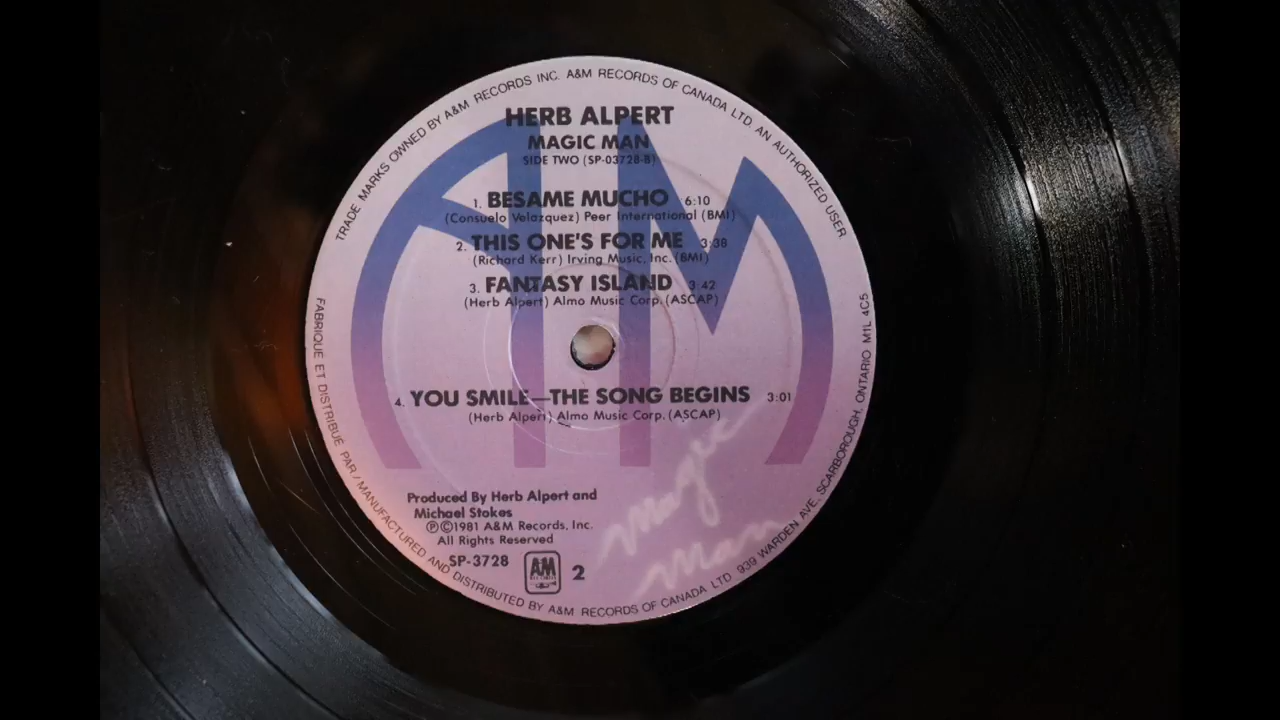 TRADE MARKS OWNED BY A&M RECORDS INC. A&M RECORDS OF CANADA LTD. AN AUTHORIZED USER
HERB ALPERT
MAGIC MAN
SIDE TWO (SP-03728-B)
1. BESAME MUCHO 6:10
(Consuelo Velazquez) Peer International (BMI)
2. THIS ONE'S FOR ME 3:38
(Richard Kerr) Irving Music, Inc. (BMI)
3. FANTASY ISLAND 3:42
(Herb Alpert) Almo Music Corp. (ASCAP)
4. YOU SMILE—THE SONG BEGINS 3:01
(Herb Alpert) Almo Music Corp. (ASCAP)
Magic
Man
Produced By Herb Alpert and
Michael Stokes
℗©1981 A&M Records, Inc.
All Rights Reserved
SP-3728
A&M
RECORDS
2
FABRIQUÉ ET DISTRIBUÉ PAR / MANUFACTURED AND DISTRIBUTED BY A&M RECORDS OF CANADA LTD 939 WARDEN AVE, SCARBOROUGH, ONTARIO M1L 4C5